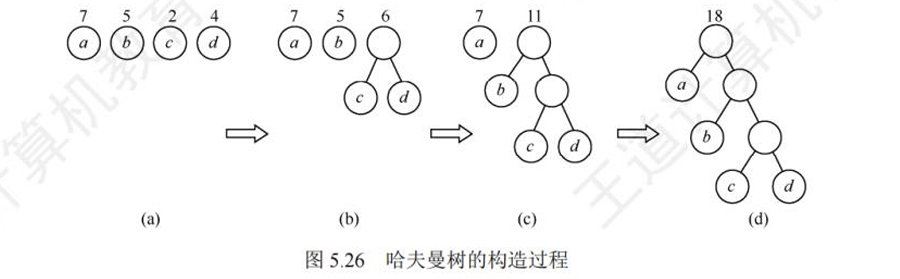 7 5 2 4
a b c d
7 5 6
a b
c d
7 11
a
b
c d
18
a
b
c d
(a) (b) (c) (d)
图 5.26 哈夫曼树的构造过程
计算机教育
王道计算机